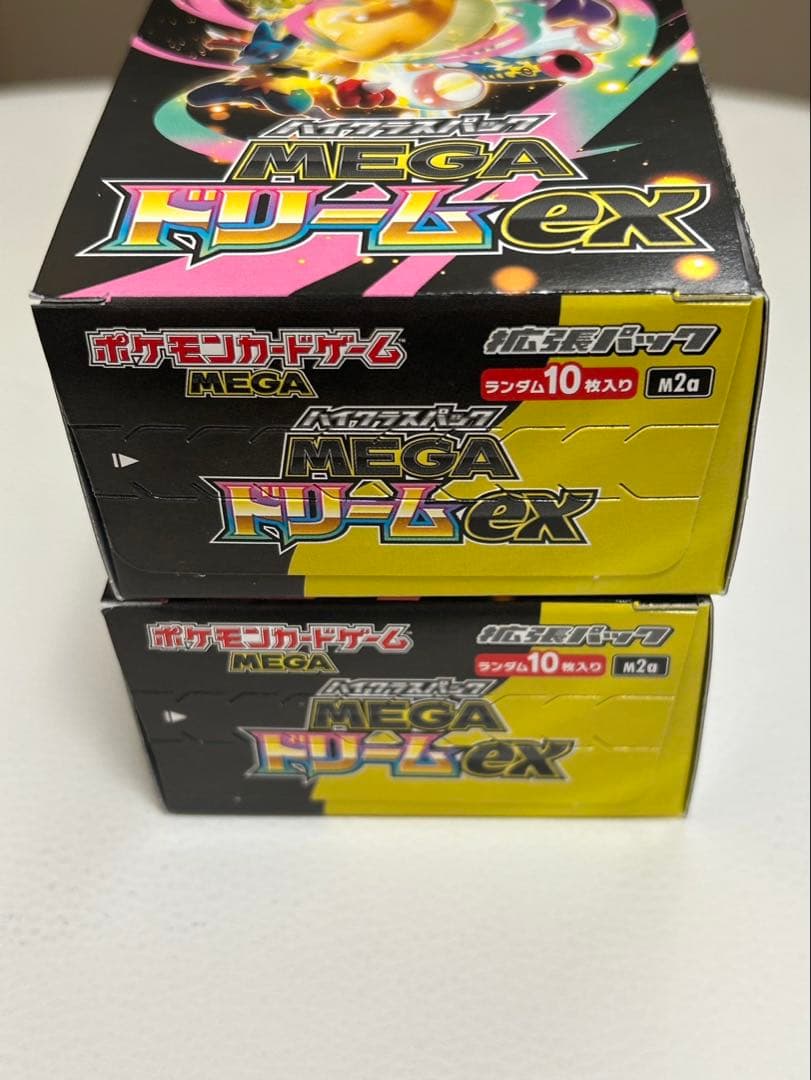 ハイクラスパック
MEGA
ドリームex
ポケモンカードゲーム
MEGA
拡張パック
ランダム10枚入り
M2a
ハイクラスパック
MEGA
ドリームex
ポケモンカードゲーム
MEGA
拡張パック
ランダム10枚入り
M2a
ハイクラスパック
MEGA
ドリームex